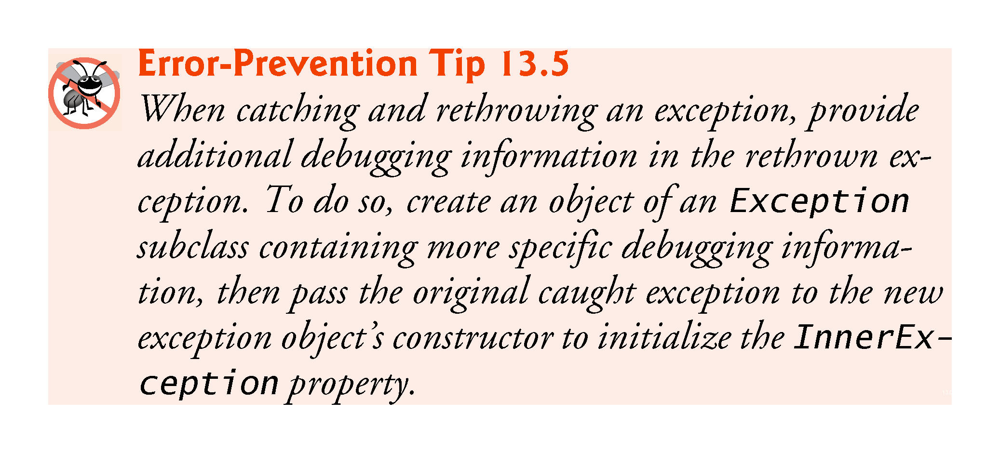 Error-Prevention Tip 13.5
When catching and rethrowing an exception, provide
additional debugging information in the rethrown ex-
ception. To do so, create an object of an Exception
subclass containing more specific debugging informa-
tion, then pass the original caught exception to the new
exception object’s constructor to initialize the InnerEx-
ception property.